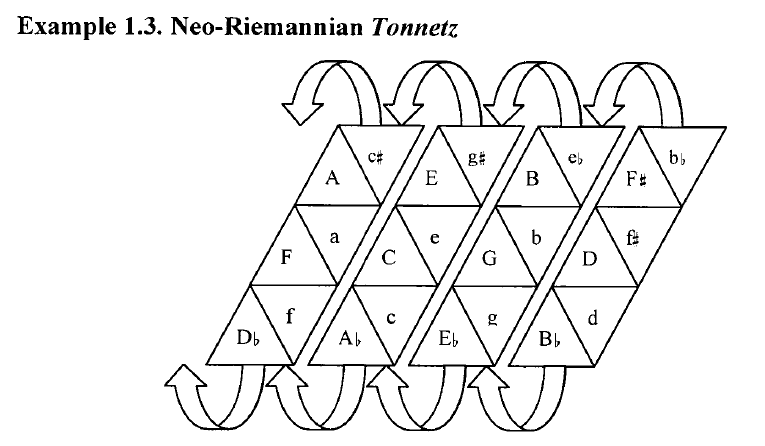 Example 1.3. Neo-Riemannian Tonnetz
A c♯ E g♯ B e♭ F♯ b♭
F a C e G b D f♯
D♭ f A♭ c E♭ g B♭ d